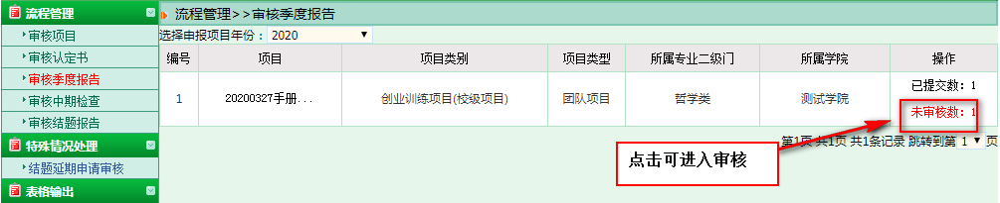 流程管理
审核项目
审核认定书
审核季度报告
审核中期检查
审核结题报告
特殊情况处理
结题延期申请审核
表格输出
流程管理>>审核季度报告
选择申报项目年份：2020
编号 项目 项目类别 项目类型 所属专业二级门 所属学院 操作
1 20200327手册... 创业训练项目(校级项目) 团队项目 哲学类 测试学院 已提交数：1
未审核数：1
第1页 共1页 共1条记录 跳转到第 1 页
点击可进入审核